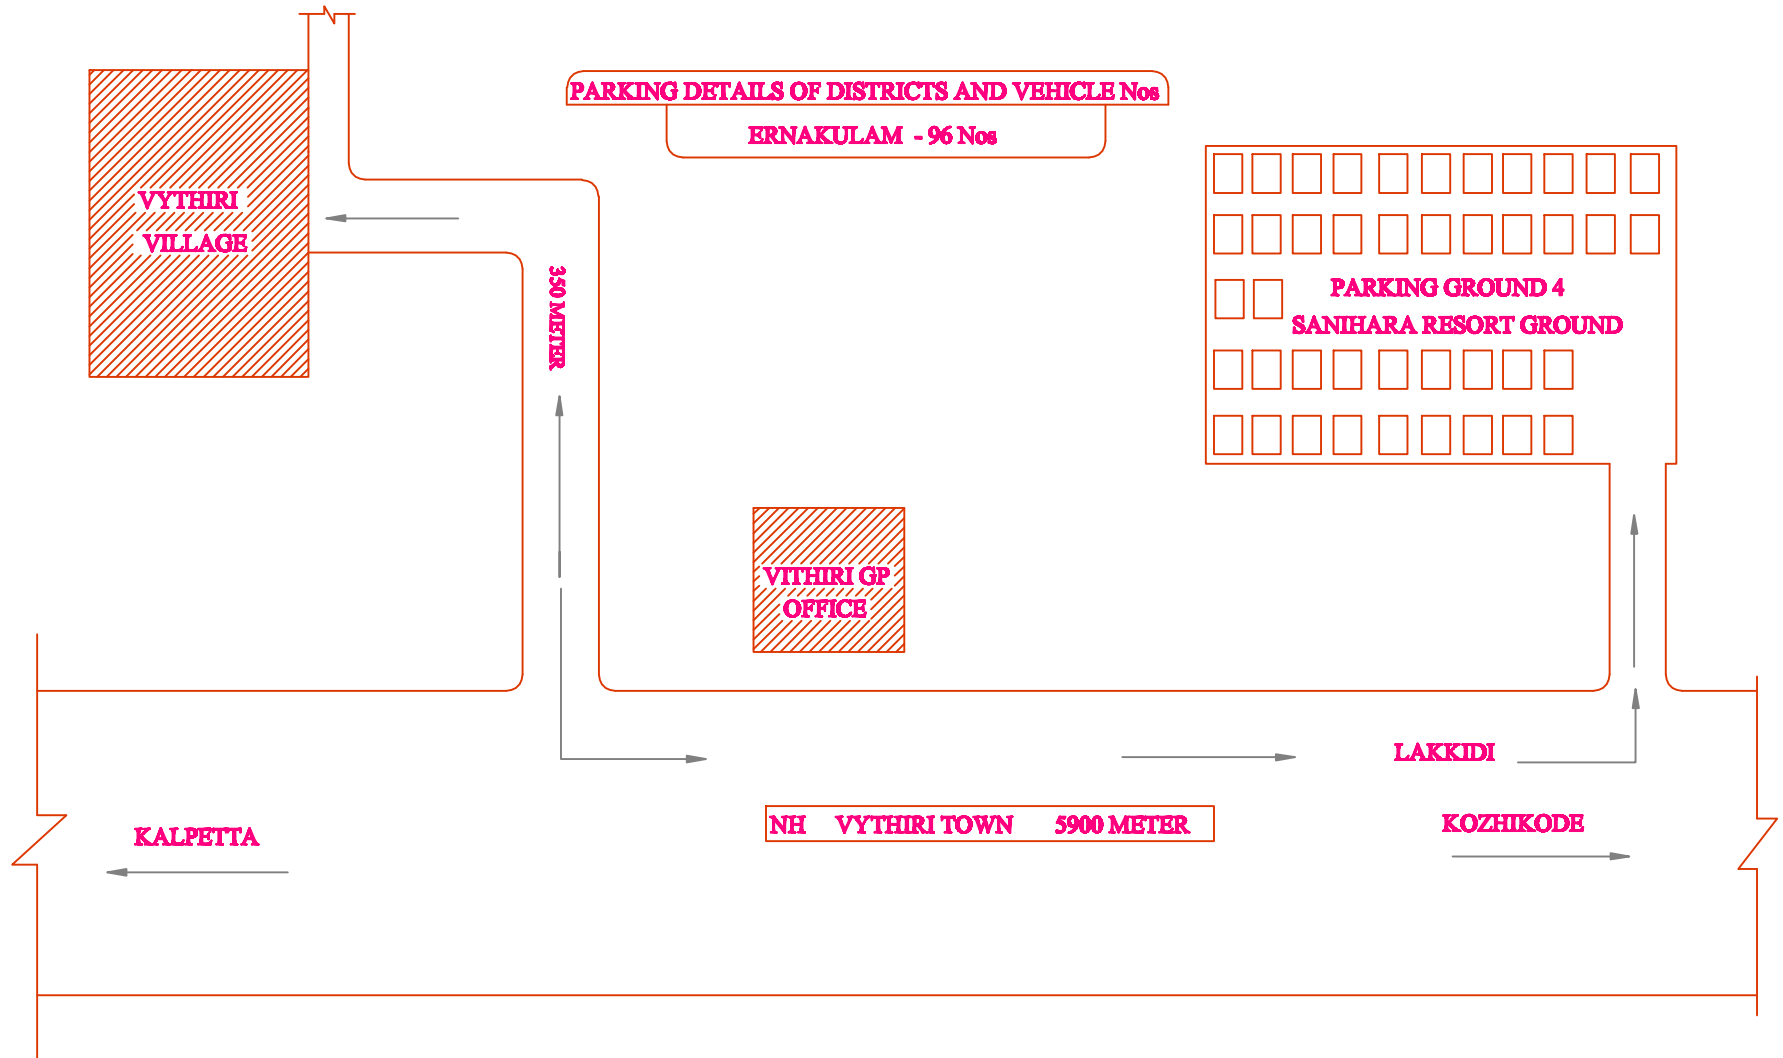 PARKING DETAILS OF DISTRICTS AND VEHICLE Nos
ERNAKULAM - 96 Nos
VYTHIRI
VILLAGE
350 METER
PARKING GROUND 4
SANIHARA RESORT GROUND
VITHIRI GP
OFFICE
LAKKIDI
NH VYTHIRI TOWN 5900 METER
KOZHIKODE
KALPETTA